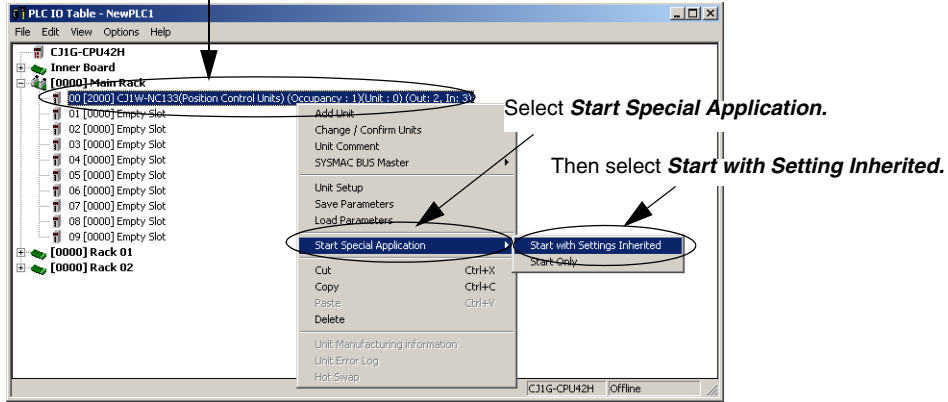 PLC IO Table - NewPLC1
File Edit View Options Help
CJ1G-CPU42H
Inner Board
[0000] Main Rack
00 [2000] CJ1W-NC133(Position Control Units) (Occupancy : 1)(Unit : 0) (Out: 2, In: 3)
01 [0000] Empty Slot
02 [0000] Empty Slot
03 [0000] Empty Slot
04 [0000] Empty Slot
05 [0000] Empty Slot
06 [0000] Empty Slot
07 [0000] Empty Slot
08 [0000] Empty Slot
09 [0000] Empty Slot
[0000] Rack 01
[0000] Rack 02
Add Unit
Change / Confirm Units
Unit Comment
SYSMAC BUS Master
Unit Setup
Save Parameters
Load Parameters
Start Special Application
Cut Ctrl+X
Copy Ctrl+C
Paste Ctrl+V
Delete
Unit Manufacturing information
Unit Error Log
Hot Swap
Start with Settings Inherited
Start Only
Select Start Special Application.
Then select Start with Setting Inherited.
CJ1G-CPU42H Offline